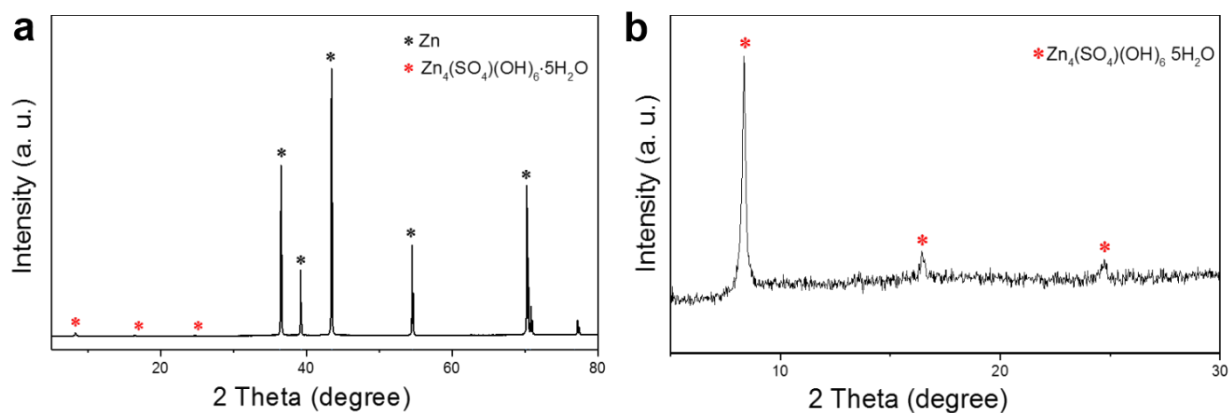 a
* Zn
* Zn₄(SO₄)(OH)₆·5H₂O
Intensity (a. u.)
20
40
60
80
2 Theta (degree)
b
* Zn₄(SO₄)(OH)₆ 5H₂O
Intensity (a. u.)
10
20
30
2 Theta (degree)